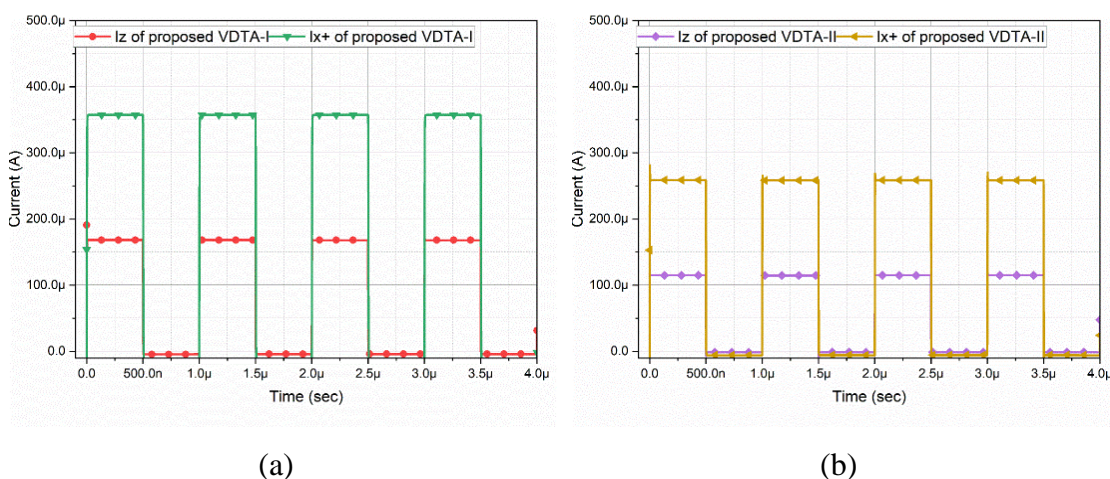 500.0µ
Iz of proposed VDTA-I Ix+ of proposed VDTA-I
400.0µ
300.0µ
200.0µ
100.0µ
0.0
Current (A)
0.0 500.0n 1.0µ 1.5µ 2.0µ 2.5µ 3.0µ 3.5µ 4.0µ
Time (sec)
(a)
500.0µ
Iz of proposed VDTA-II Ix+ of proposed VDTA-II
400.0µ
300.0µ
200.0µ
100.0µ
0.0
Current (A)
0.0 500.0n 1.0µ 1.5µ 2.0µ 2.5µ 3.0µ 3.5µ 4.0µ
Time (sec)
(b)